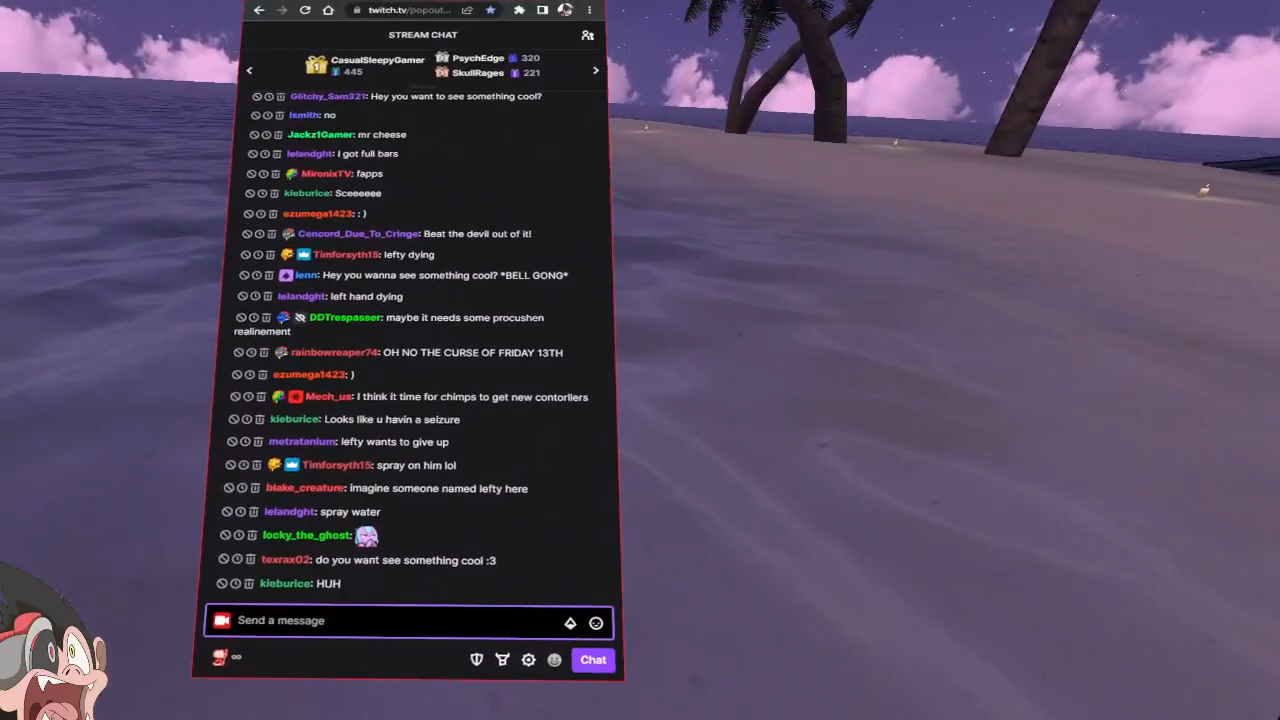 twitch.tv/popout...
STREAM CHAT
CasualSleepyGamer
445
PsychEdge 320
SkullRages 221
Glitchy_Sam321: Hey you want to see something cool?
lsmith: no
Jackz1Gamer: mr cheese
lelandght: I got full bars
MironixTV: fapps
kieburice: Sceeeeee
ezumega1423: : )
Cencord_Due_To_Cringe: Beat the devil out of it!
Timforsyth15: lefty dying
lenn: Hey you wanna see something cool? *BELL GONG*
lelandght: left hand dying
DDTrespasser: maybe it needs some procushen
realinement
rainbowreaper74: OH NO THE CURSE OF FRIDAY 13TH
ezumega1423: )
Mech_us: I think it time for chimps to get new contorllers
kieburice: Looks like u havin a seizure
metratanium: lefty wants to give up
Timforsyth15: spray on him lol
blake_creature: imagine someone named lefty here
lelandght: spray water
locky_the_ghost:
texrax02: do you want see something cool :3
kieburice: HUH
Send a message
∞
Chat